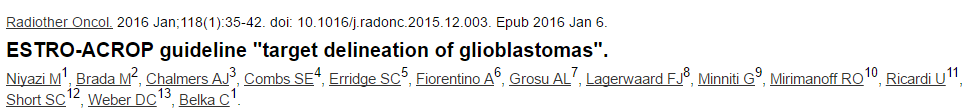 Radiother Oncol. 2016 Jan;118(1):35-42. doi: 10.1016/j.radonc.2015.12.003. Epub 2016 Jan 6.
ESTRO-ACROP guideline "target delineation of glioblastomas".
Niyazi M1, Brada M2, Chalmers AJ3, Combs SE4, Erridge SC5, Fiorentino A6, Grosu AL7, Lagerwaard FJ8, Minniti G9, Mirimanoff RO10, Ricardi U11,
Short SC12, Weber DC13, Belka C1.